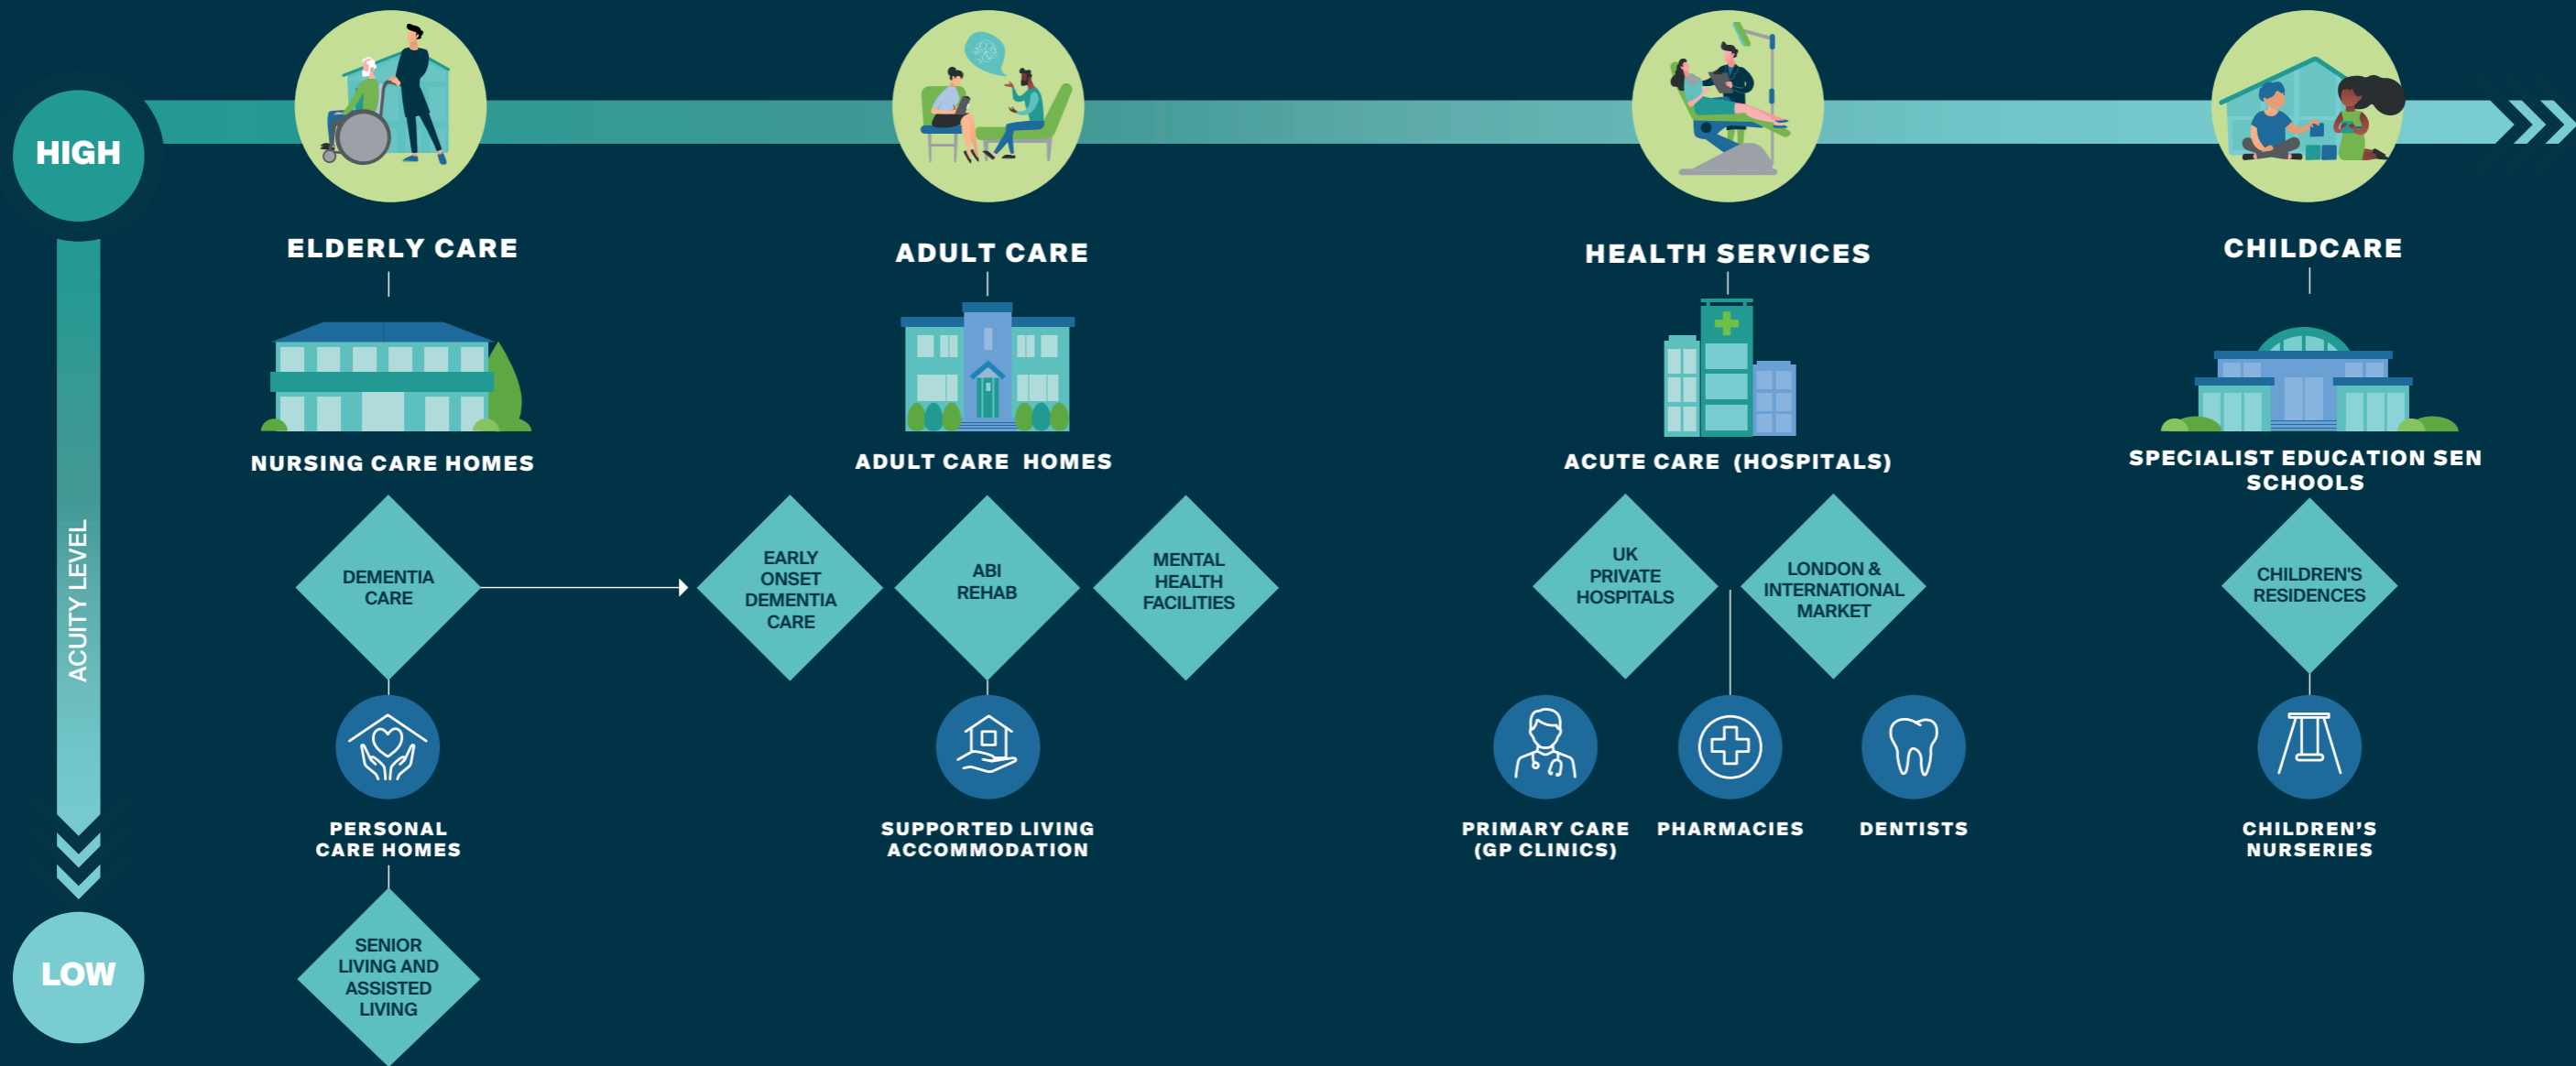 HIGH
ELDERLY CARE
ADULT CARE
HEALTH SERVICES
CHILDCARE
NURSING CARE HOMES
ADULT CARE HOMES
ACUTE CARE (HOSPITALS)
SPECIALIST EDUCATION SEN
SCHOOLS
ACUITY LEVEL
DEMENTIA
CARE
EARLY
ONSET
DEMENTIA
CARE
ABI
REHAB
MENTAL
HEALTH
FACILITIES
UK
PRIVATE
HOSPITALS
LONDON &
INTERNATIONAL
MARKET
CHILDREN'S
RESIDENCES
PERSONAL
CARE HOMES
SUPPORTED LIVING
ACCOMMODATION
PRIMARY CARE
(GP CLINICS)
PHARMACIES
DENTISTS
CHILDREN’S
NURSERIES
SENIOR
LIVING AND
ASSISTED
LIVING
LOW